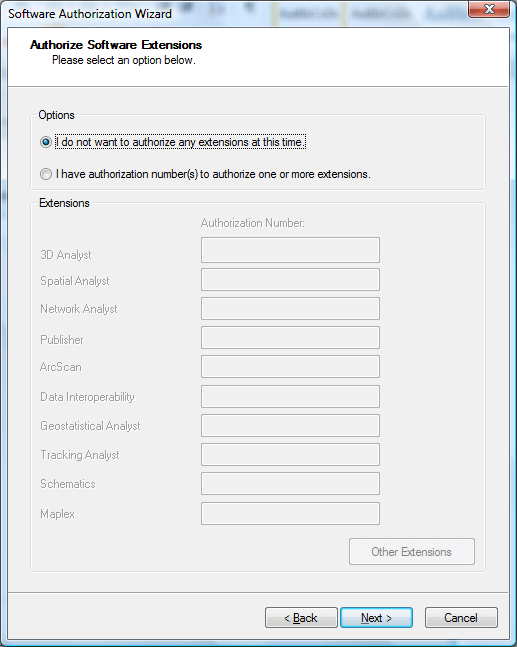 Software Authorization Wizard
Authorize Software Extensions
Please select an option below.
Options
I do not want to authorize any extensions at this time.
I have authorization number(s) to authorize one or more extensions.
Extensions
Authorization Number:
3D Analyst
Spatial Analyst
Network Analyst
Publisher
ArcScan
Data Interoperability
Geostatistical Analyst
Tracking Analyst
Schematics
Maplex
Other Extensions
< Back Next > Cancel